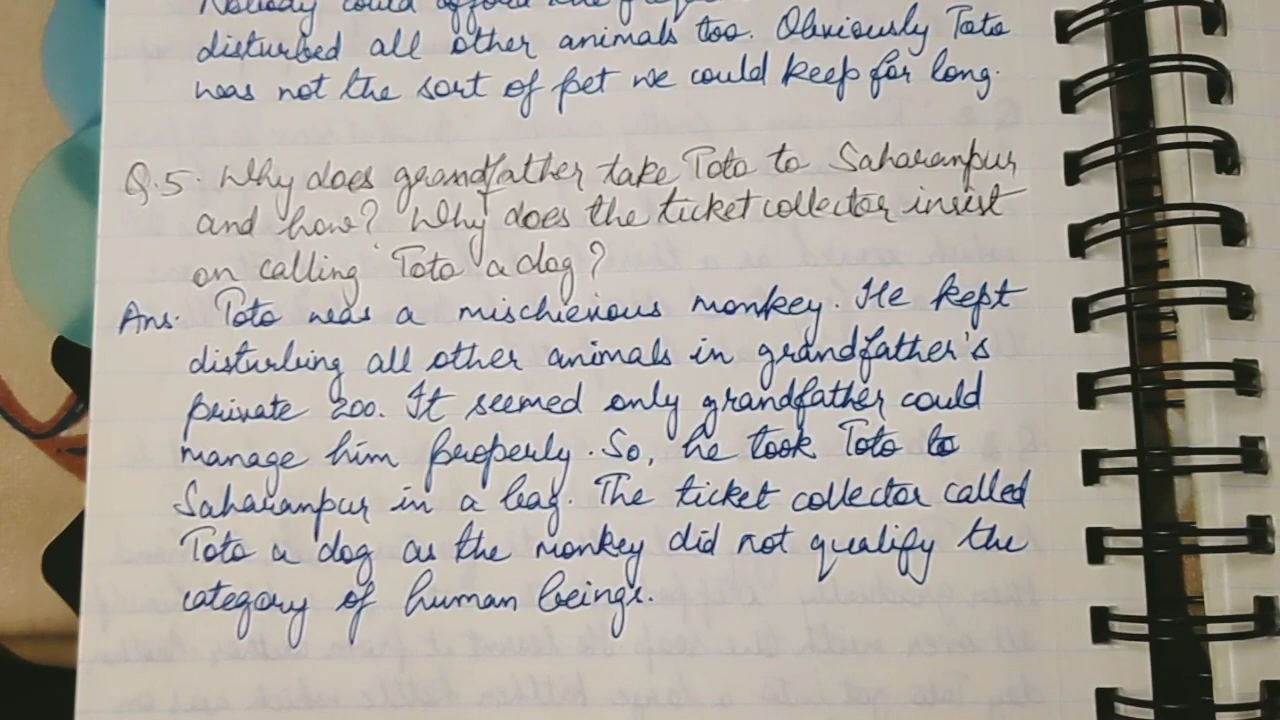 Nobody could afford the
disturbed all other animals too. Obviously Toto
was not the sort of pet we could keep for long.
Q.5. Why does grandfather take Toto to Saharanpur
and how? Why does the ticket collector insist
on calling Toto a dog?
Ans. Toto was a mischievous monkey. He kept
disturbing all other animals in grandfather's
private zoo. It seemed only grandfather could
manage him properly. So, he took Toto to
Saharanpur in a bag. The ticket collector called
Toto a dog as the monkey did not qualify the
category of human beings.